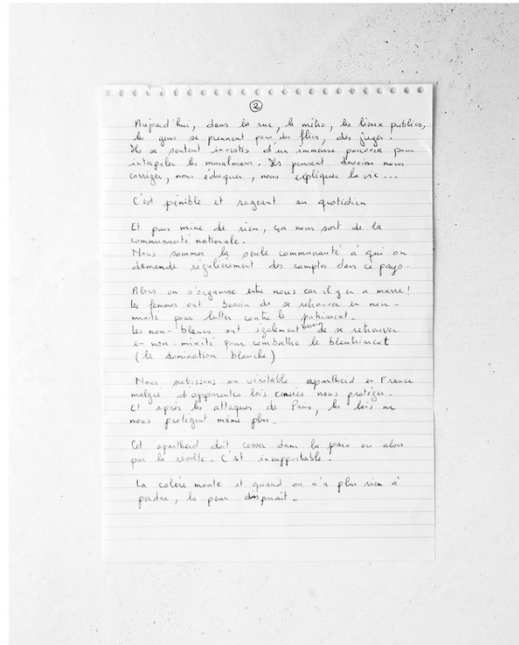 2
Aujourd'hui, dans la rue, le métro, les lieux publics,
les gens se prennent pour des flics, des juges !
Ils se sentent investis d'un immense pouvoir pour
interpeler les musulmans. Ils pensent devoir nous
corriger, nous éduquer, nous expliquer la vie ...
C'est pénible et rageant au quotidien
Et puis mine de rien, ça nous sort de la
communauté nationale.
Nous sommes la seule communauté à qui on
demande régulièrement des comptes dans ce pays.
Alors on s'organise entre nous car il y en a marre !
Les femmes ont besoin de se retrouver en non-
mixité pour lutter contre le
Les non-blancs ont également besoin de se retrouver
en non-mixité pour combattre le
(la domination blanche)
Nous subissons un véritable apartheid en France
malgré d'apparentes lois censées nous protéger.
Et après les attaques de Paris, les lois ne
nous protègent même plus.
Cet apartheid doit cesser dans la paix ou alors
par la révolte. C'est insupportable.
La colère monte et quand on n'a plus rien à
perdre, la peur disparait.